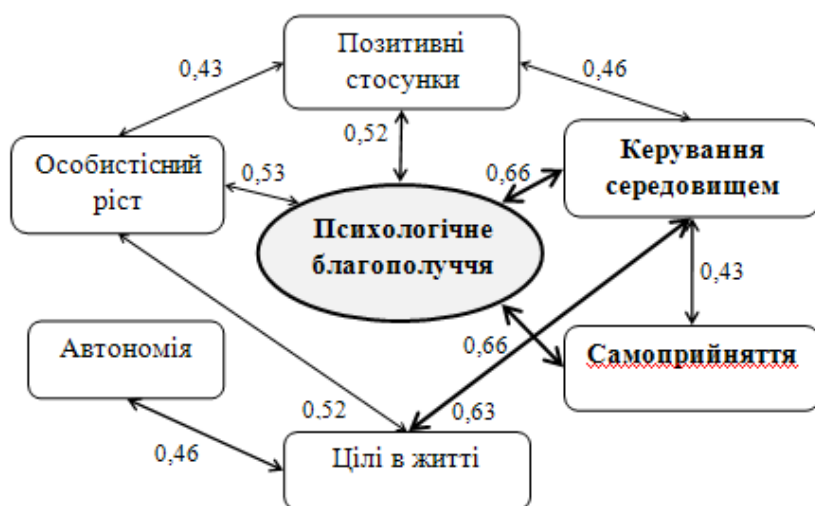 Позитивні
стосунки
0,43
0,46
0,52
Особистісний
ріст
0,53
0,66
Керування
середовищем
Психологічне
благополуччя
0,43
Автономія
0,66
Самоприйняття
0,52
0,63
0,46
Цілі в житті